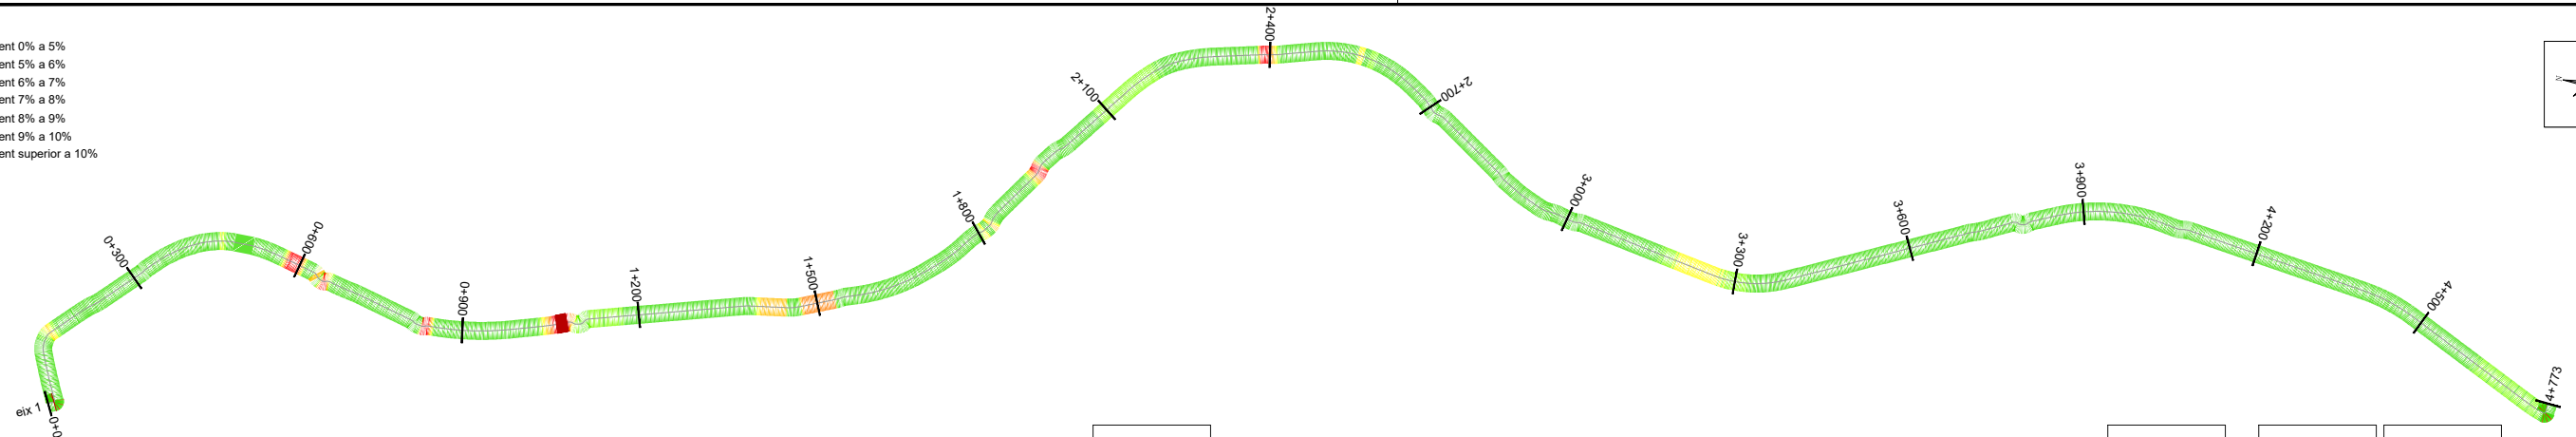 ent 0% a 5%
ent 5% a 6%
ent 6% a 7%
ent 7% a 8%
ent 8% a 9%
ent 9% a 10%
ent superior a 10%
eix 1
0+0
0+300
0+600
0+900
1+200
1+500
1+800
2+100
2+400
2+700
3+000
3+300
3+600
3+900
4+200
4+500
4+773
N